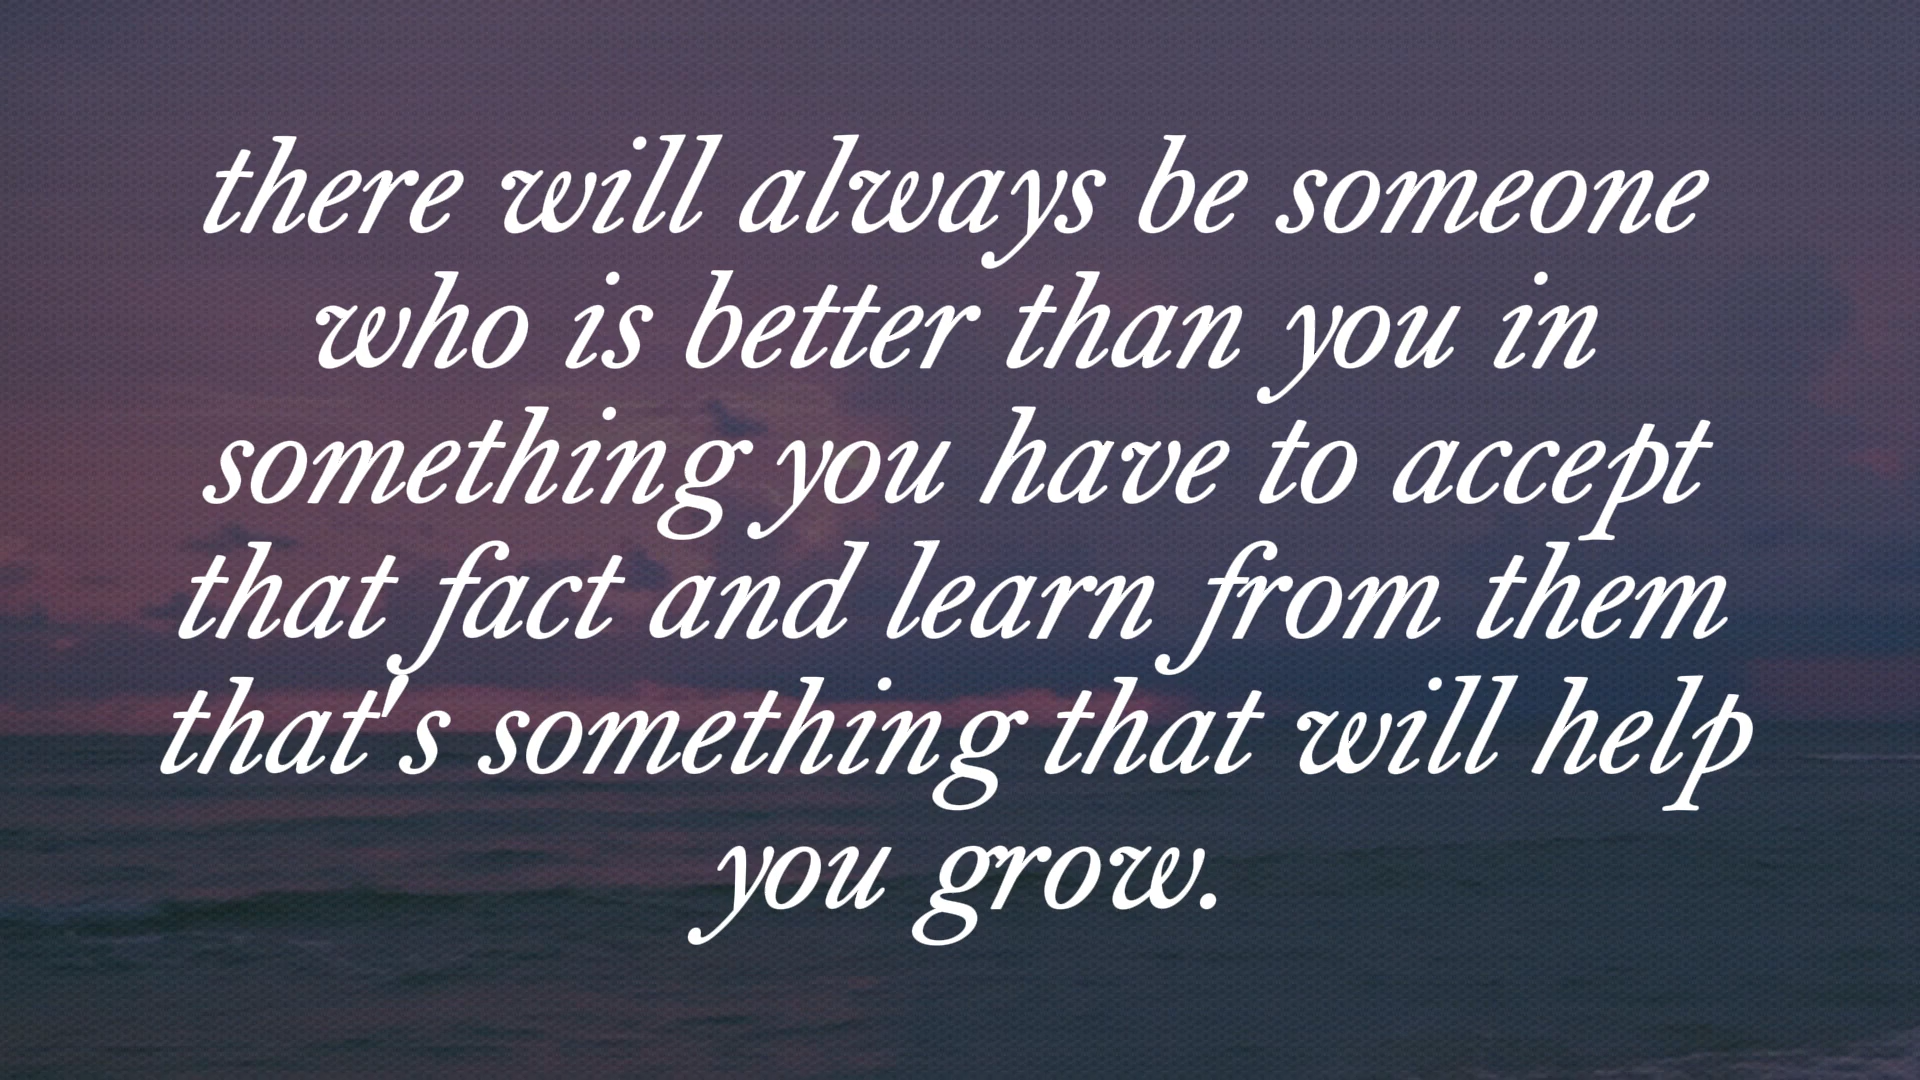 there will always be someone
who is better than you in
something you have to accept
that fact and learn from them
that's something that will help
you grow.